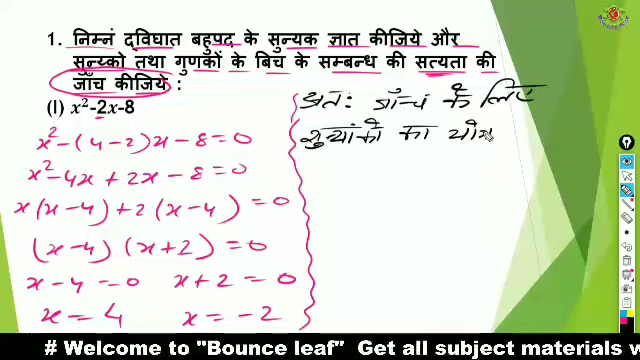 1. निम्नं द्विघात बहुपद के सुन्यक ज्ञात कीजिये और
सुन्य्को तथा गुणकों के बिच के सम्बन्ध की सत्यता की
जाँच कीजिये :
(I) x²-2x-8
x² - (4-2)x - 8 = 0
x² - 4x + 2x - 8 = 0
x(x-4) + 2(x-4) = 0
(x-4) (x+2) = 0
x - 4 = 0 x + 2 = 0
x = 4 x = -2
अतः जाँच के लिए
का योग
# Welcome to "Bounce leaf" Get all subject materials w